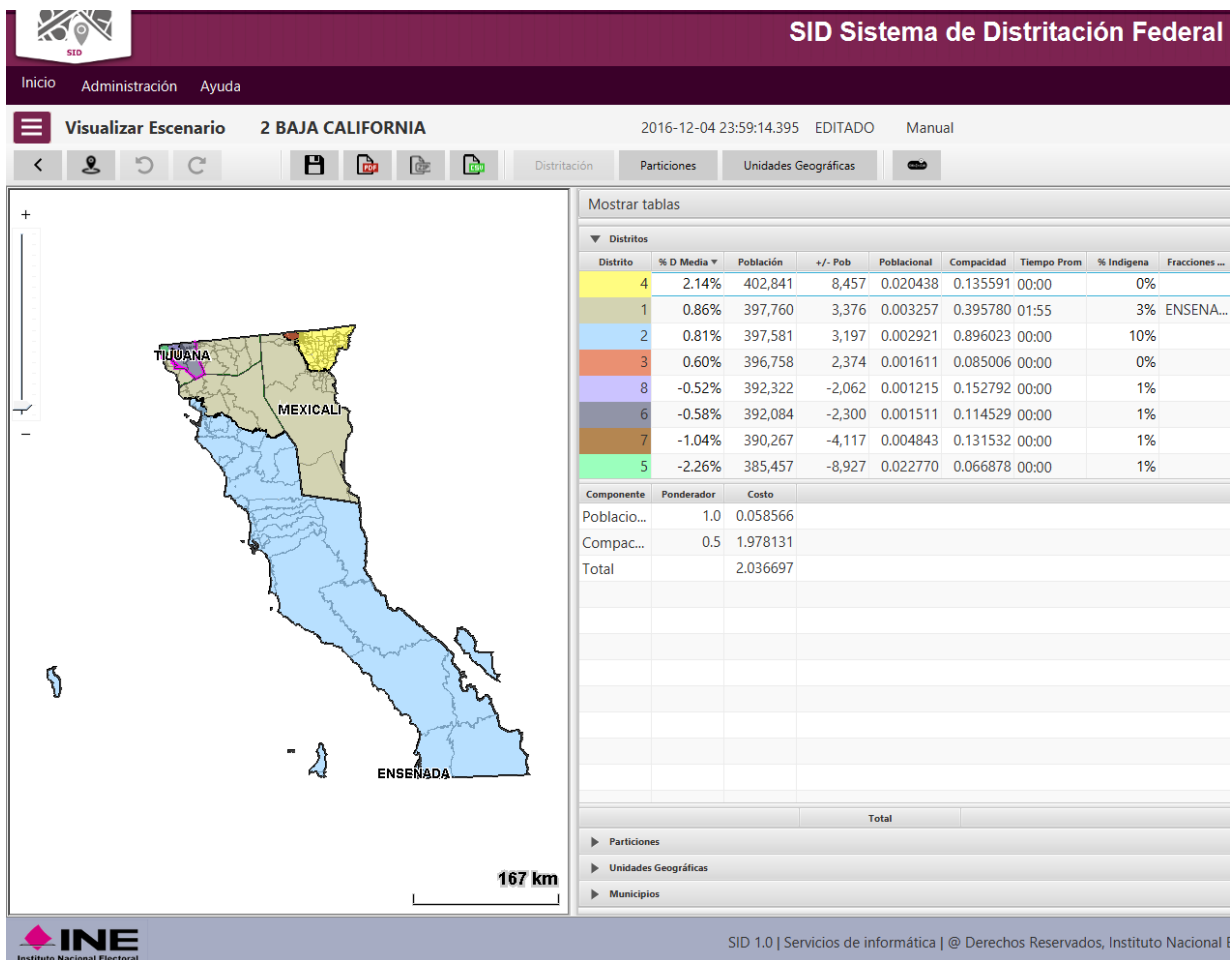 SID
SID Sistema de Distritación Federal
Inicio Administración Ayuda
Visualizar Escenario 2 BAJA CALIFORNIA 2016-12-04 23:59:14.395 EDITADO Manual
PDF CSV Distritación Particiones Unidades Geográficas
+
−
TIJUANA
MEXICALI
ENSENADA
167 km
Mostrar tablas
Distritos
Distrito % D Media Población +/- Pob Poblacional Compacidad Tiempo Prom % Indigena Fracciones ...
4 2.14% 402,841 8,457 0.020438 0.135591 00:00 0%
1 0.86% 397,760 3,376 0.003257 0.395780 01:55 3% ENSENA...
2 0.81% 397,581 3,197 0.002921 0.896023 00:00 10%
3 0.60% 396,758 2,374 0.001611 0.085006 00:00 0%
8 -0.52% 392,322 -2,062 0.001215 0.152792 00:00 1%
6 -0.58% 392,084 -2,300 0.001511 0.114529 00:00 1%
7 -1.04% 390,267 -4,117 0.004843 0.131532 00:00 1%
5 -2.26% 385,457 -8,927 0.022770 0.066878 00:00 1%
Componente Ponderador Costo
Poblacio... 1.0 0.058566
Compac... 0.5 1.978131
Total 2.036697
Total
Particiones
Unidades Geográficas
Municipios
INE
Instituto Nacional Electoral
SID 1.0 | Servicios de informática | @ Derechos Reservados, Instituto Nacional